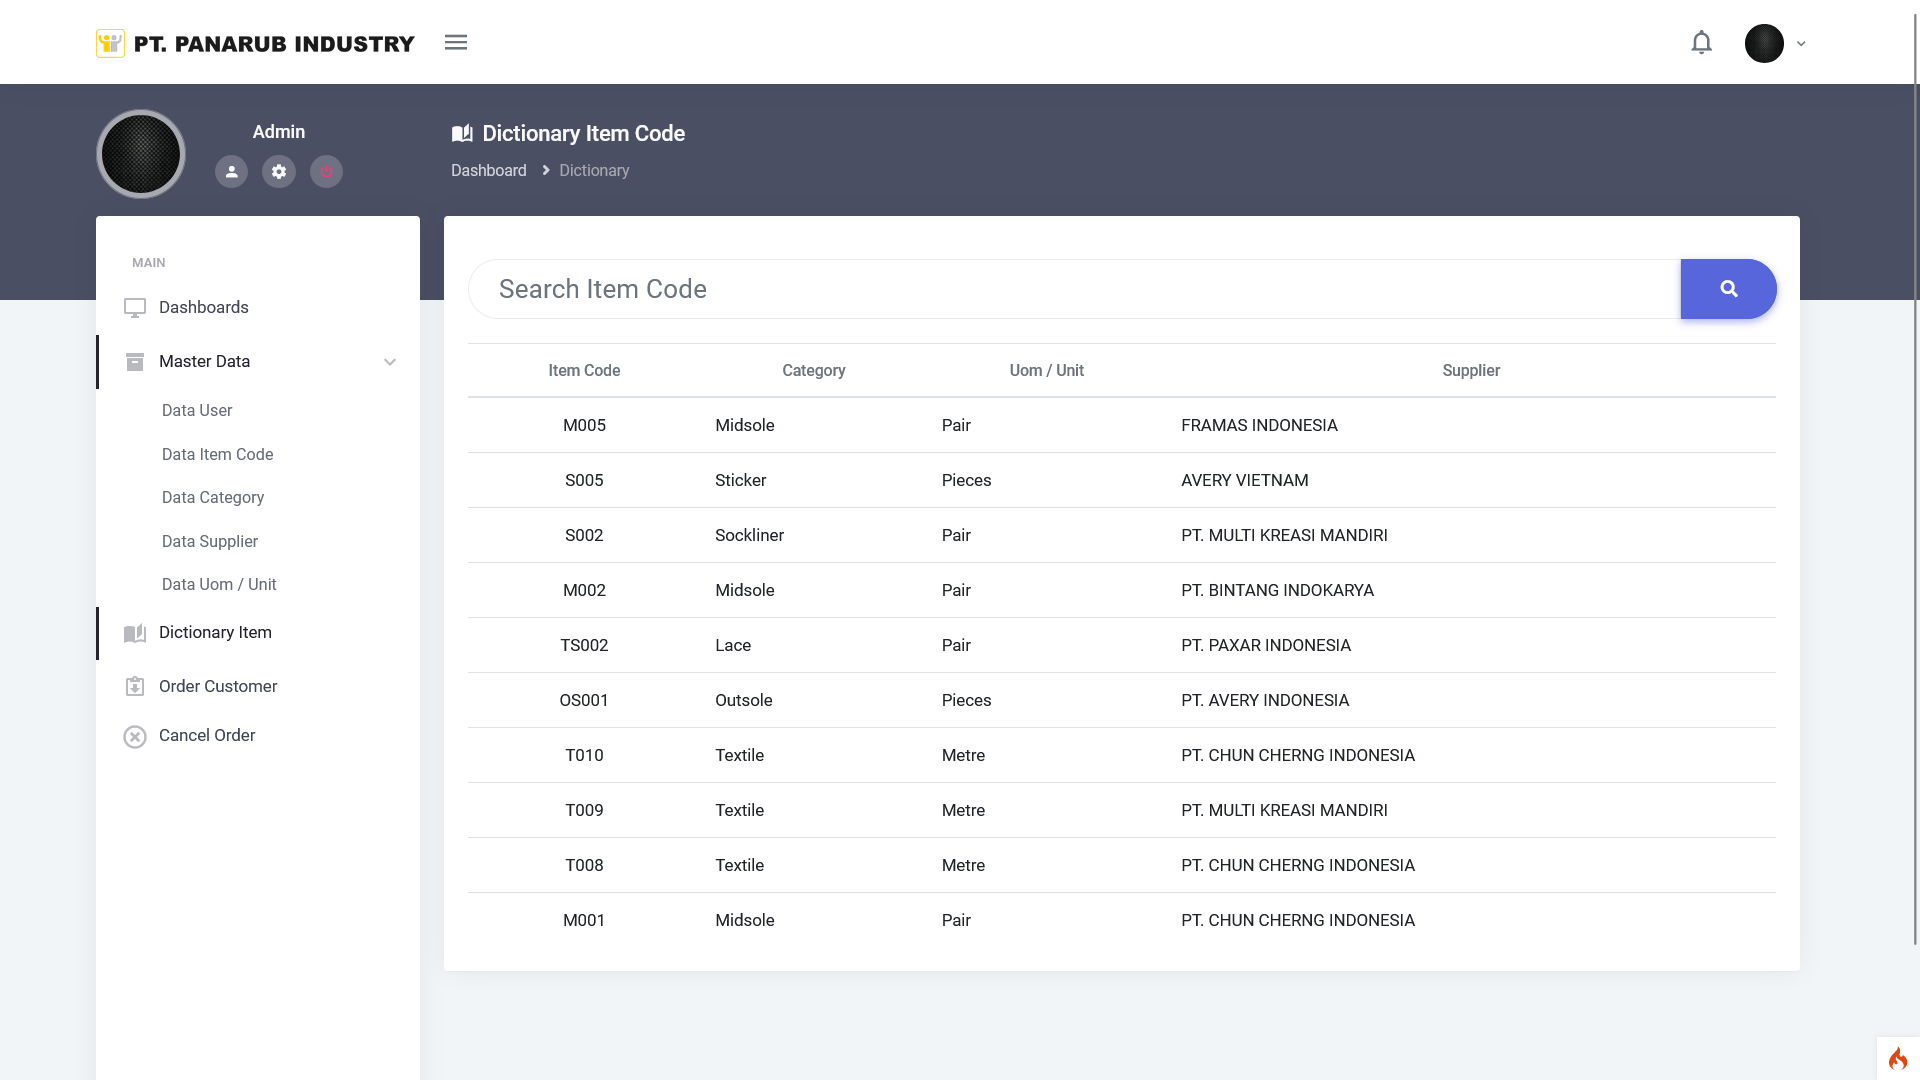 PT. PANARUB INDUSTRY
Admin
Dictionary Item Code
Dashboard Dictionary
MAIN
Dashboards
Master Data
Data User
Data Item Code
Data Category
Data Supplier
Data Uom / Unit
Dictionary Item
Order Customer
Cancel Order
Search Item Code
Item Code Category Uom / Unit Supplier
M005 Midsole Pair FRAMAS INDONESIA
S005 Sticker Pieces AVERY VIETNAM
S002 Sockliner Pair PT. MULTI KREASI MANDIRI
M002 Midsole Pair PT. BINTANG INDOKARYA
TS002 Lace Pair PT. PAXAR INDONESIA
OS001 Outsole Pieces PT. AVERY INDONESIA
T010 Textile Metre PT. CHUN CHERNG INDONESIA
T009 Textile Metre PT. MULTI KREASI MANDIRI
T008 Textile Metre PT. CHUN CHERNG INDONESIA
M001 Midsole Pair PT. CHUN CHERNG INDONESIA